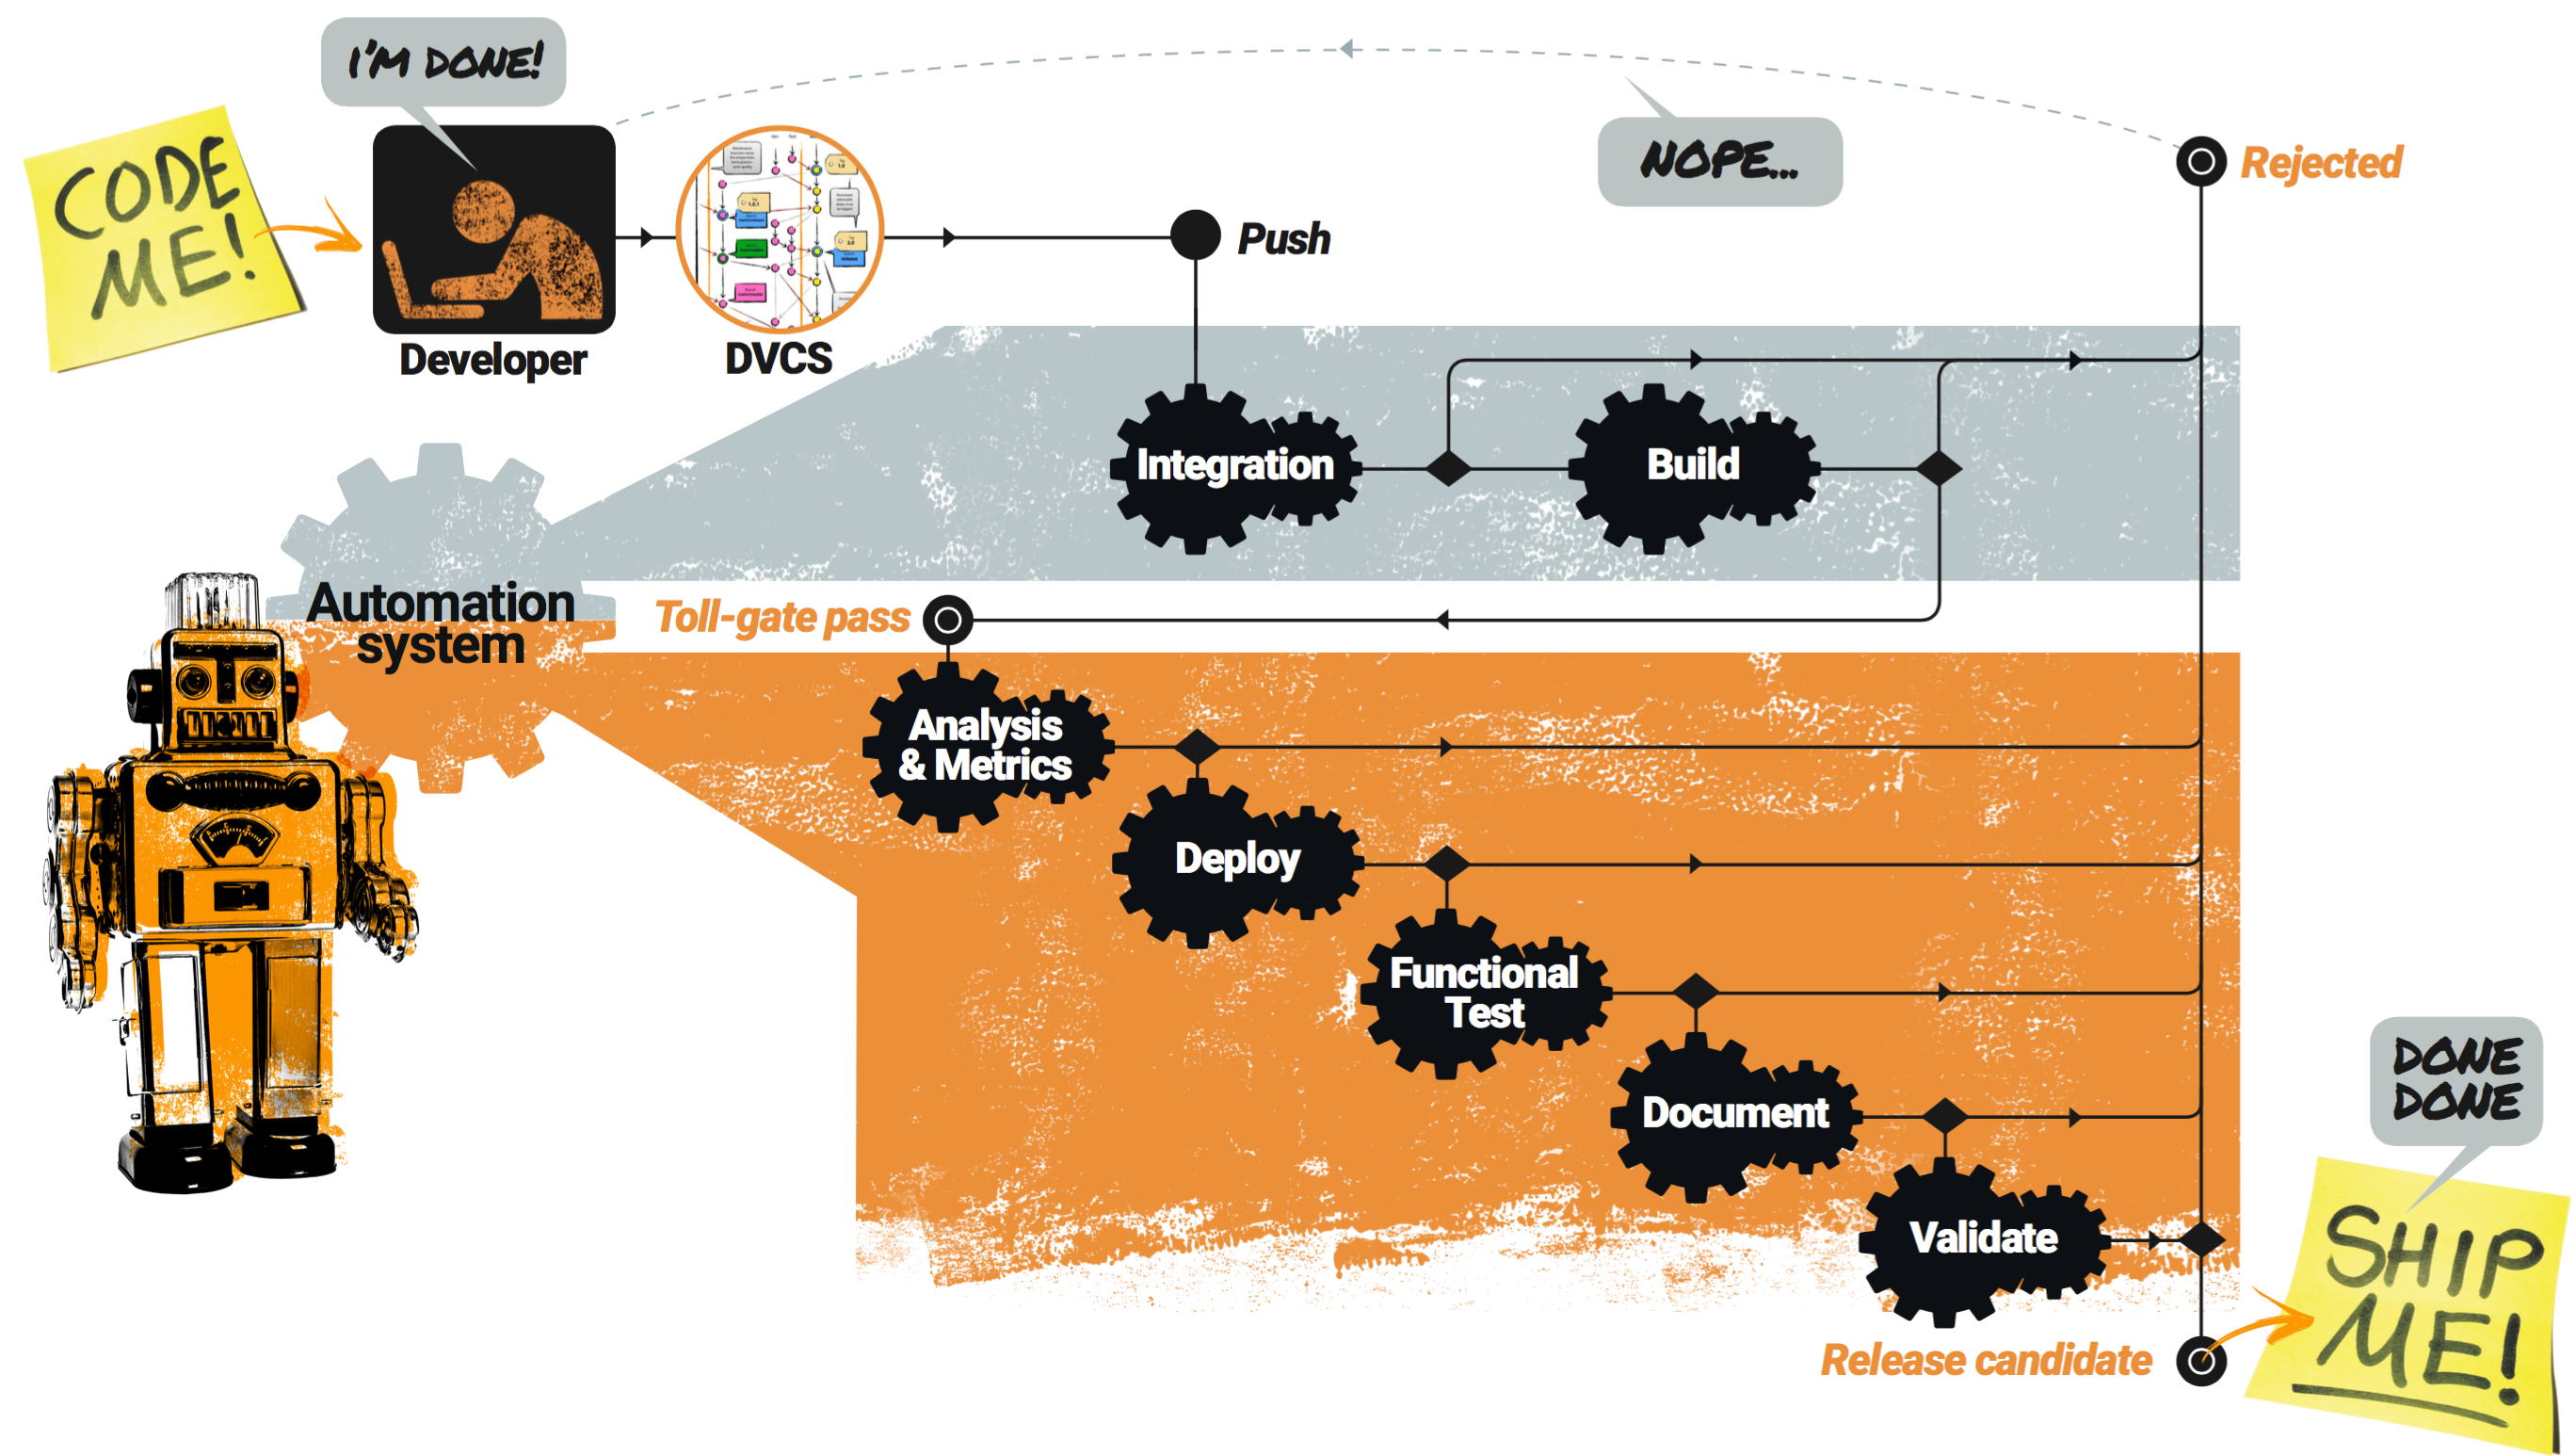 I'M DONE!
CODE
ME!
NOPE...
Rejected
Push
Developer
DVCS
Integration
Build
Automation
system
Toll-gate pass
Analysis
& Metrics
Deploy
Functional
Test
Document
Validate
DONE
DONE
SHIP
ME!
Release candidate